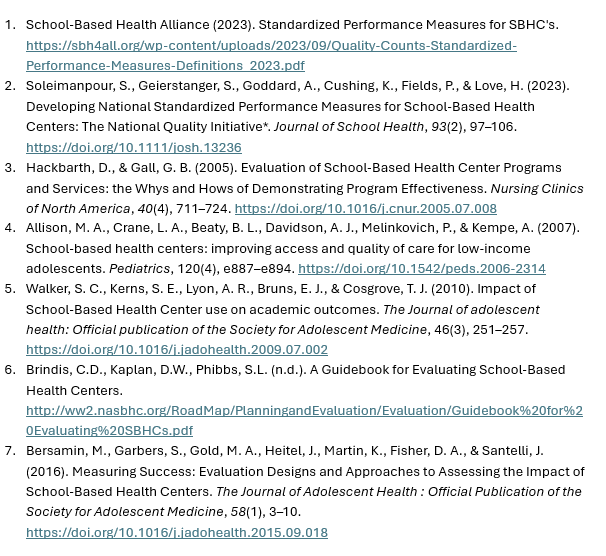 1. School-Based Health Alliance (2023). Standardized Performance Measures for SBHC's.
https://sbh4all.org/wp-content/uploads/2023/09/Quality-Counts-Standardized-
Performance-Measures-Definitions_2023.pdf
2. Soleimanpour, S., Geierstanger, S., Goddard, A., Cushing, K., Fields, P., & Love, H. (2023).
Developing National Standardized Performance Measures for School-Based Health
Centers: The National Quality Initiative*. Journal of School Health, 93(2), 97–106.
https://doi.org/10.1111/josh.13236
3. Hackbarth, D., & Gall, G. B. (2005). Evaluation of School-Based Health Center Programs
and Services: the Whys and Hows of Demonstrating Program Effectiveness. Nursing Clinics
of North America, 40(4), 711–724. https://doi.org/10.1016/j.cnur.2005.07.008
4. Allison, M. A., Crane, L. A., Beaty, B. L., Davidson, A. J., Melinkovich, P., & Kempe, A. (2007).
School-based health centers: improving access and quality of care for low-income
adolescents. Pediatrics, 120(4), e887–e894. https://doi.org/10.1542/peds.2006-2314
5. Walker, S. C., Kerns, S. E., Lyon, A. R., Bruns, E. J., & Cosgrove, T. J. (2010). Impact of
School-Based Health Center use on academic outcomes. The Journal of adolescent
health: Official publication of the Society for Adolescent Medicine, 46(3), 251–257.
https://doi.org/10.1016/j.jadohealth.2009.07.002
6. Brindis, C.D., Kaplan, D.W., Phibbs, S.L. (n.d.). A Guidebook for Evaluating School-Based
Health Centers.
http://ww2.nasbhc.org/RoadMap/PlanningandEvaluation/Evaluation/Guidebook%20for%2
0Evaluating%20SBHCs.pdf
7. Bersamin, M., Garbers, S., Gold, M. A., Heitel, J., Martin, K., Fisher, D. A., & Santelli, J.
(2016). Measuring Success: Evaluation Designs and Approaches to Assessing the Impact of
School-Based Health Centers. The Journal of Adolescent Health : Official Publication of the
Society for Adolescent Medicine, 58(1), 3–10.
https://doi.org/10.1016/j.jadohealth.2015.09.018